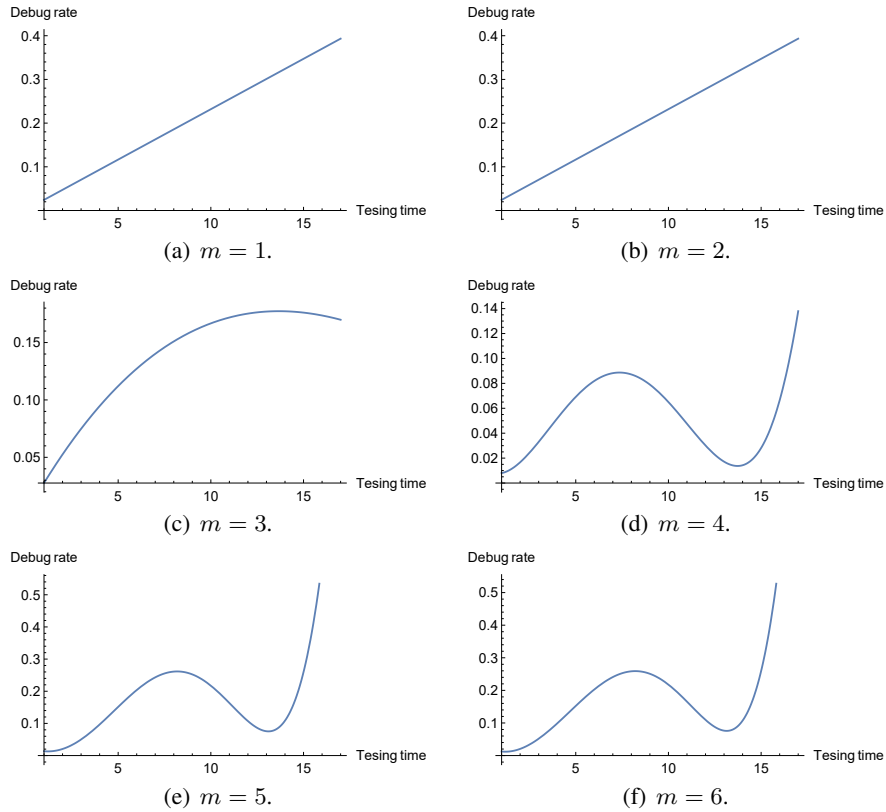 Debug rate
0.4
0.3
0.2
0.1
5 10 15
Tesing time
(a) m = 1.
Debug rate
0.4
0.3
0.2
0.1
5 10 15
Tesing time
(b) m = 2.
Debug rate
0.15
0.10
0.05
5 10 15
Tesing time
(c) m = 3.
Debug rate
0.14
0.12
0.10
0.08
0.06
0.04
0.02
5 10 15
Tesing time
(d) m = 4.
Debug rate
0.5
0.4
0.3
0.2
0.1
5 10 15
Tesing time
(e) m = 5.
Debug rate
0.5
0.4
0.3
0.2
0.1
5 10 15
Tesing time
(f) m = 6.